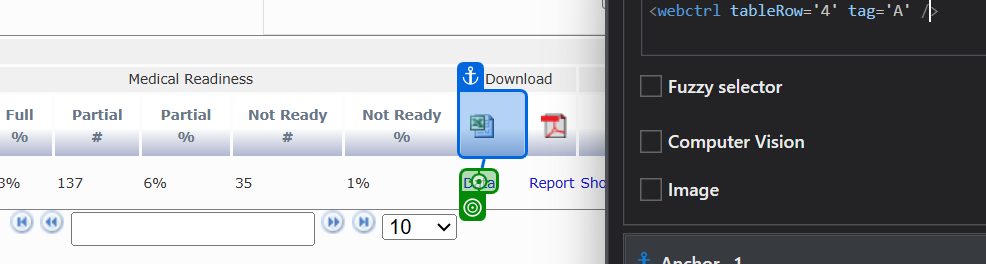 <webctrl tableRow='4' tag='A' />
Medical Readiness
Download
Full % Partial # Partial % Not Ready # Not Ready %
3% 137 6% 35 1% Data Report Sho
10
Fuzzy selector
Computer Vision
Image
Anchor 1